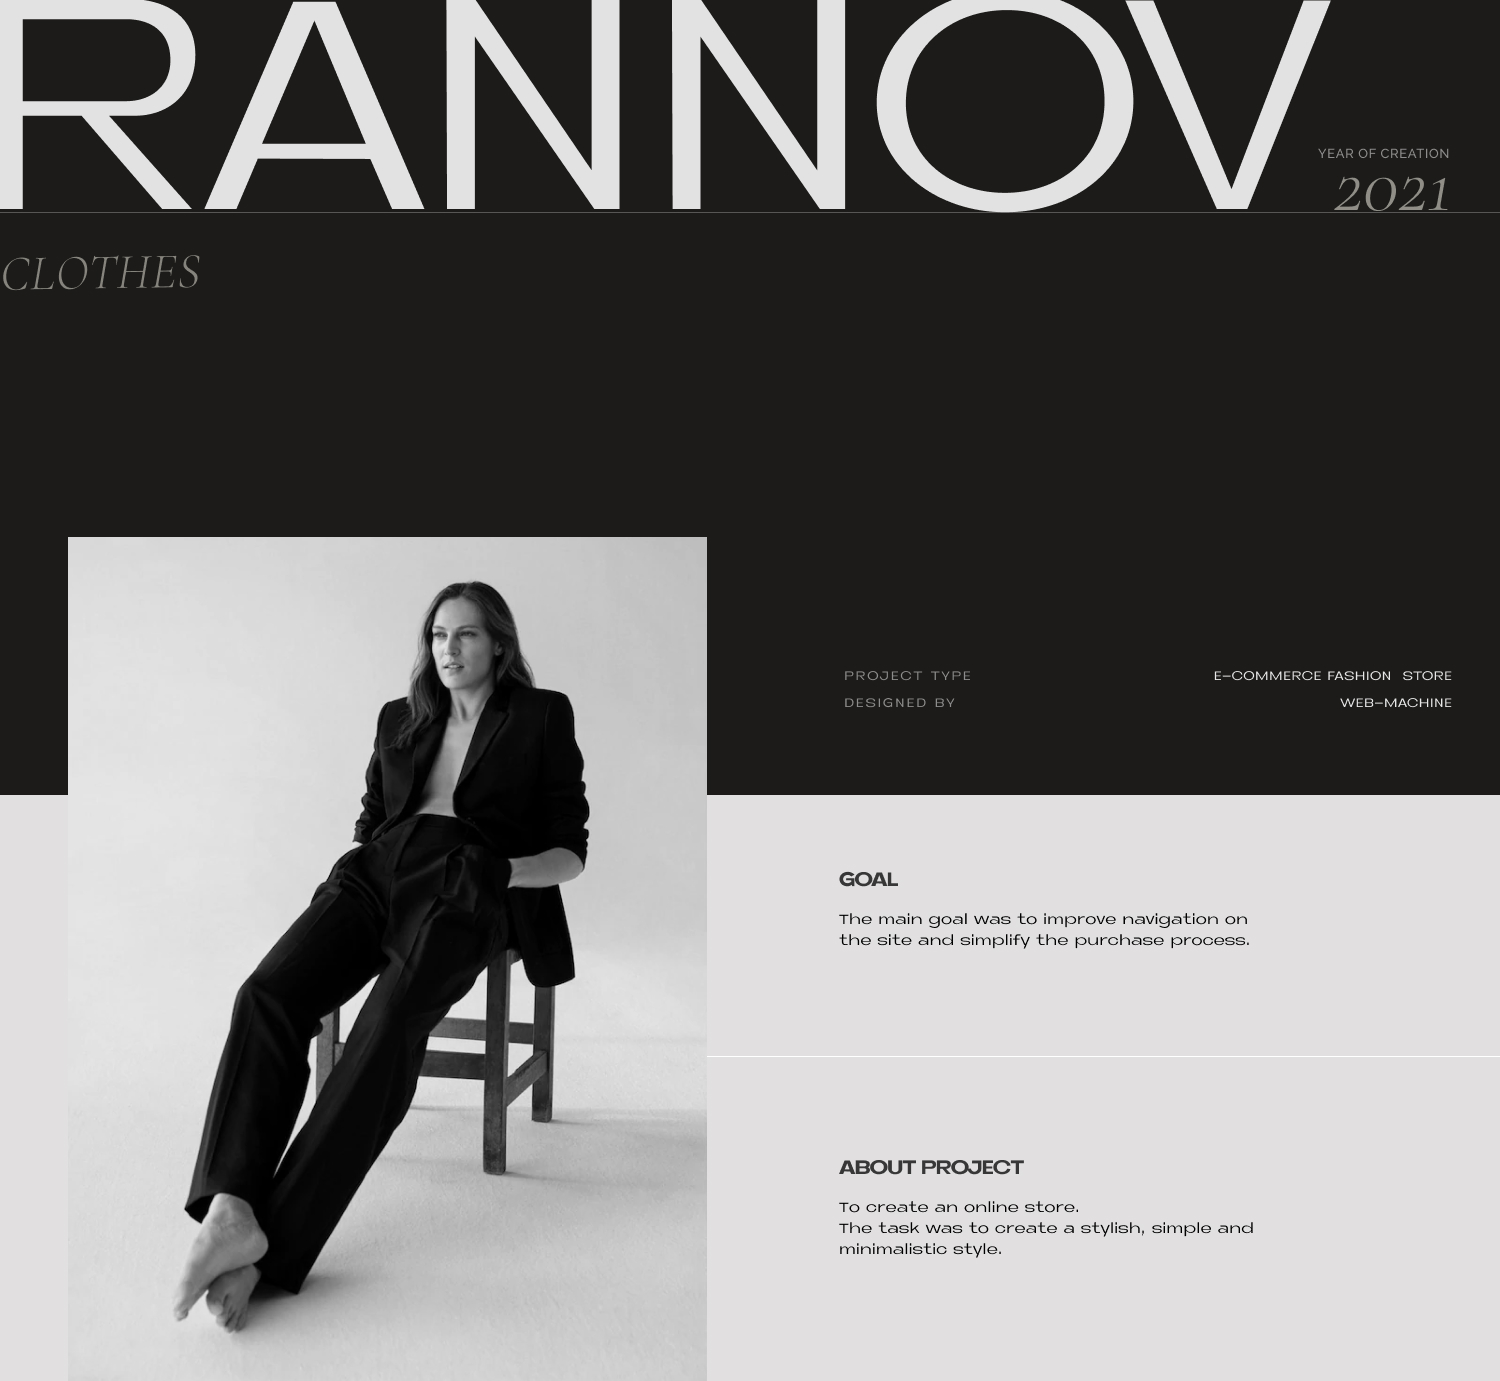 RANNOV
YEAR OF CREATION
2021
CLOTHES
PROJECT TYPE
E-COMMERCE FASHION STORE
DESIGNED BY
WEB-MACHINE
GOAL
The main goal was to improve navigation on
the site and simplify the purchase process.
ABOUT PROJECT
To create an online store.
The task was to create a stylish, simple and
minimalistic style.